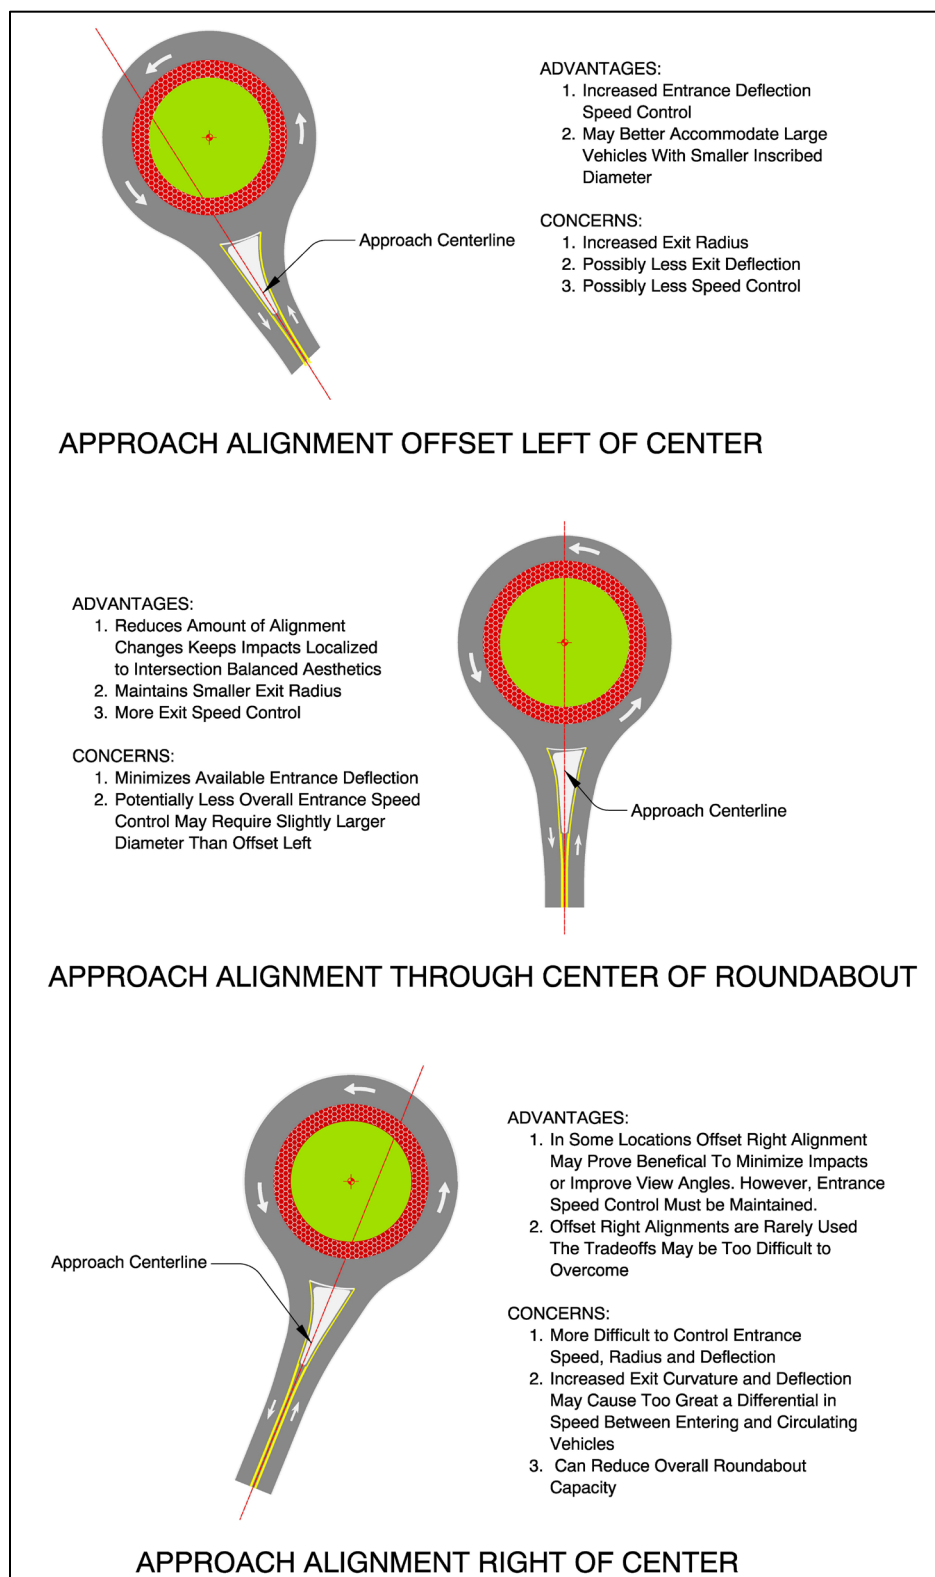 ADVANTAGES:
1. Increased Entrance Deflection
Speed Control
2. May Better Accommodate Large
Vehicles With Smaller Inscribed
Diameter
CONCERNS:
1. Increased Exit Radius
2. Possibly Less Exit Deflection
3. Possibly Less Speed Control
Approach Centerline
APPROACH ALIGNMENT OFFSET LEFT OF CENTER
ADVANTAGES:
1. Reduces Amount of Alignment
Changes Keeps Impacts Localized
to Intersection Balanced Aesthetics
2. Maintains Smaller Exit Radius
3. More Exit Speed Control
CONCERNS:
1. Minimizes Available Entrance Deflection
2. Potentially Less Overall Entrance Speed
Control May Require Slightly Larger
Diameter Than Offset Left
Approach Centerline
APPROACH ALIGNMENT THROUGH CENTER OF ROUNDABOUT
ADVANTAGES:
1. In Some Locations Offset Right Alignment
May Prove Benefical To Minimize Impacts
or Improve View Angles. However, Entrance
Speed Control Must be Maintained.
2. Offset Right Alignments are Rarely Used
The Tradeoffs May be Too Difficult to
Overcome
Approach Centerline
CONCERNS:
1. More Difficult to Control Entrance
Speed, Radius and Deflection
2. Increased Exit Curvature and Deflection
May Cause Too Great a Differential in
Speed Between Entering and Circulating
Vehicles
3. Can Reduce Overall Roundabout
Capacity
APPROACH ALIGNMENT RIGHT OF CENTER